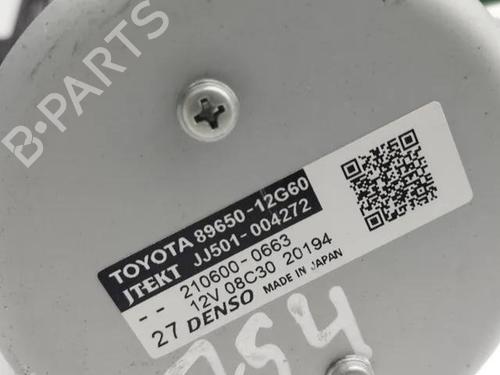 B-PARTS
TOYOTA 89650-12G60
JTEKT JJ501-004272
-- 210600-0663
12V 08C30 20194
27 DENSO MADE IN JAPAN